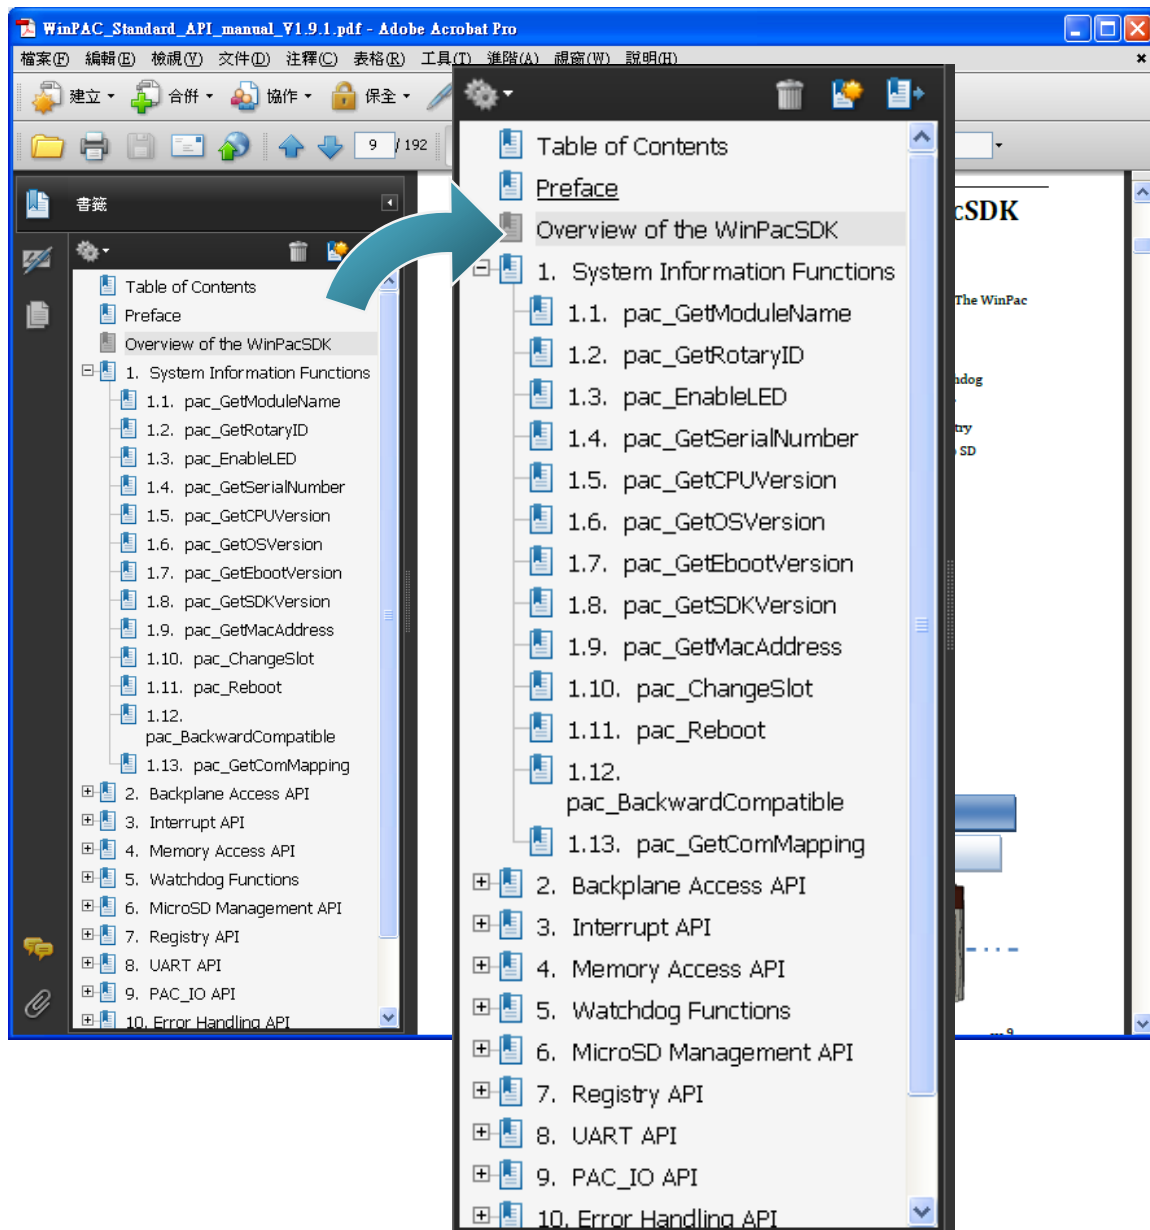 WinPAC_Standard_API_manual_V1.9.1.pdf - Adobe Acrobat Pro
檔案(F) 編輯(E) 檢視(V) 文件(D) 注釋(C) 表格(R) 工具(T) 進階(A) 視窗(W) 說明(H)
建立 合併 協作 保全
9 / 192
書籤
Table of Contents
Preface
Overview of the WinPacSDK
1. System Information Functions
1.1. pac_GetModuleName
1.2. pac_GetRotaryID
1.3. pac_EnableLED
1.4. pac_GetSerialNumber
1.5. pac_GetCPUVersion
1.6. pac_GetOSVersion
1.7. pac_GetEbootVersion
1.8. pac_GetSDKVersion
1.9. pac_GetMacAddress
1.10. pac_ChangeSlot
1.11. pac_Reboot
1.12.
pac_BackwardCompatible
1.13. pac_GetComMapping
2. Backplane Access API
3. Interrupt API
4. Memory Access API
5. Watchdog Functions
6. MicroSD Management API
7. Registry API
8. UART API
9. PAC_IO API
10. Error Handling API
Table of Contents
Preface
Overview of the WinPacSDK
1. System Information Functions
1.1. pac_GetModuleName
1.2. pac_GetRotaryID
1.3. pac_EnableLED
1.4. pac_GetSerialNumber
1.5. pac_GetCPUVersion
1.6. pac_GetOSVersion
1.7. pac_GetEbootVersion
1.8. pac_GetSDKVersion
1.9. pac_GetMacAddress
1.10. pac_ChangeSlot
1.11. pac_Reboot
1.12.
pac_BackwardCompatible
1.13. pac_GetComMapping
2. Backplane Access API
3. Interrupt API
4. Memory Access API
5. Watchdog Functions
6. MicroSD Management API
7. Registry API
8. UART API
9. PAC_IO API
10. Error Handling API
cSDK
The WinPac
SD